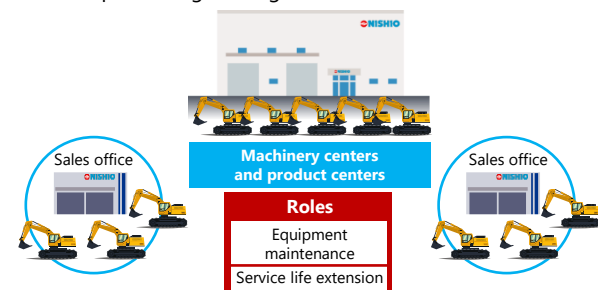 NISHIO
Machinery centers
and product centers
Sales office
NISHIO
Sales office
NISHIO
Roles
Equipment
maintenance
Service life extension